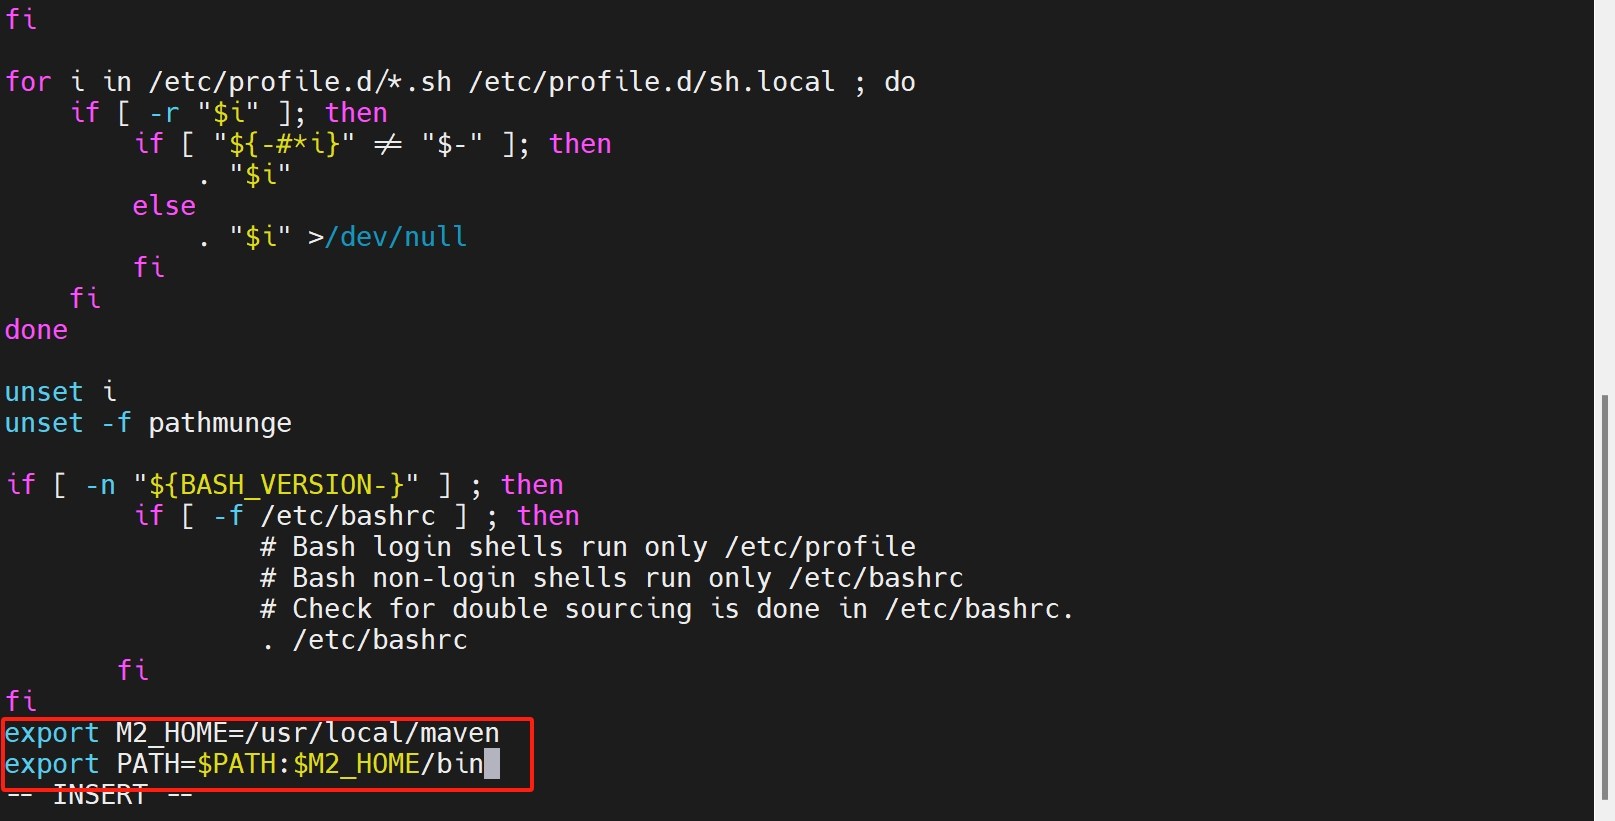 fi
for i in /etc/profile.d/*.sh /etc/profile.d/sh.local ; do
if [ -r "$i" ]; then
if [ "${-#*i}" != "$-" ]; then
. "$i"
else
. "$i" >/dev/null
fi
fi
done
unset i
unset -f pathmunge
if [ -n "${BASH_VERSION-}" ] ; then
if [ -f /etc/bashrc ] ; then
# Bash login shells run only /etc/profile
# Bash non-login shells run only /etc/bashrc
# Check for double sourcing is done in /etc/bashrc.
. /etc/bashrc
fi
fi
export M2_HOME=/usr/local/maven
export PATH=$PATH:$M2_HOME/bin
-- INSERT --